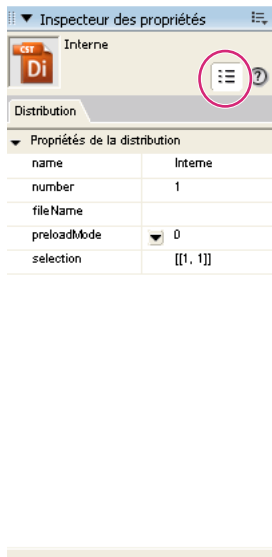 Inspecteur des propriétés
CST
Di
Interne
?
Distribution
Propriétés de la distribution
name Interne
number 1
fileName
preloadMode 0
selection [[1, 1]]